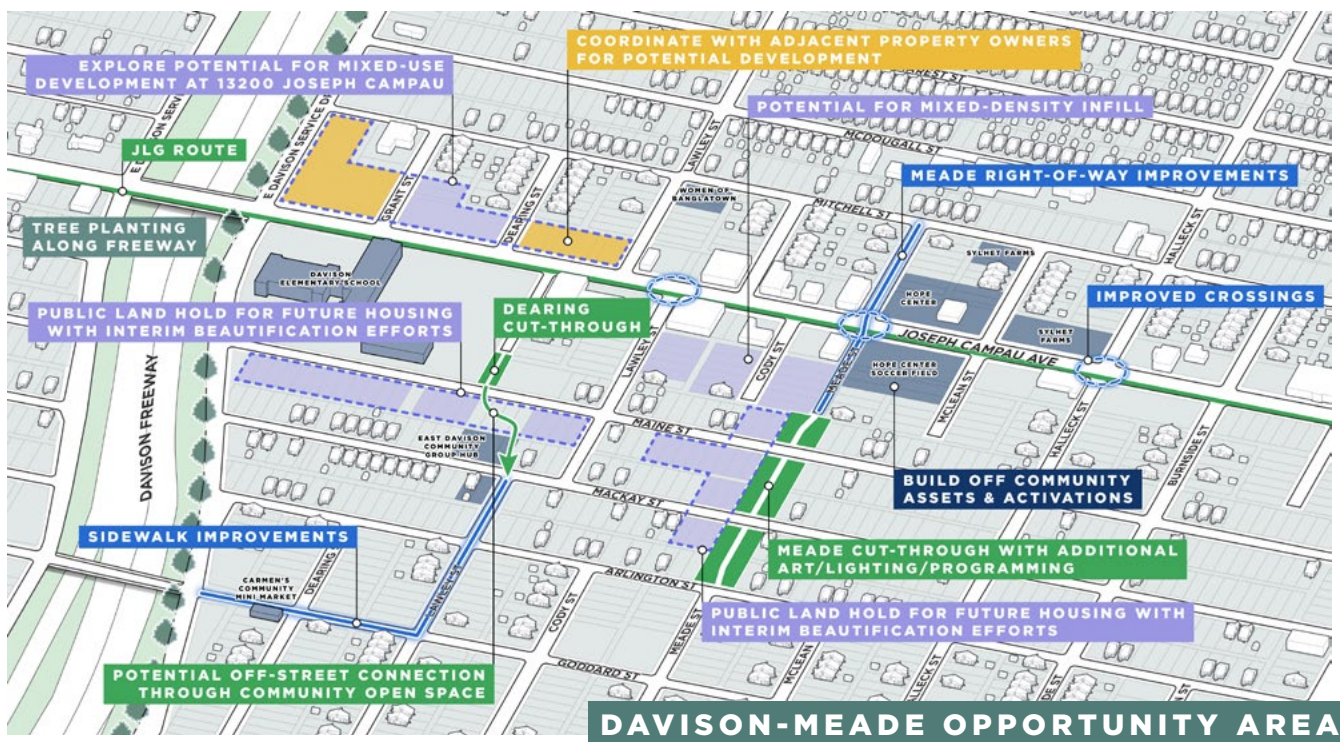 EXPLORE POTENTIAL FOR MIXED-USE
DEVELOPMENT AT 13200 JOSEPH CAMPAU
COORDINATE WITH ADJACENT PROPERTY OWNERS
FOR POTENTIAL DEVELOPMENT
POTENTIAL FOR MIXED-DENSITY INFILL
MCDOUGALL ST
LAWLEY ST
JLG ROUTE
E DAVISON SERVICE
GRANT ST
DEARING ST
WOMEN OF
BANGLATOWN
MEADE RIGHT-OF-WAY IMPROVEMENTS
MITCHELL ST
HALLECK ST
TREE PLANTING
ALONG FREEWAY
DAVISON
ELEMENTARY SCHOOL
SYLHET FARMS
HOPE
CENTER
IMPROVED CROSSINGS
SYLHET
FARMS
PUBLIC LAND HOLD FOR FUTURE HOUSING
WITH INTERIM BEAUTIFICATION EFFORTS
DEARING
CUT-THROUGH
JOSEPH CAMPAU AVE
LAWLEY ST
CODY ST
HOPE CENTER
SOCCER FIELD
MCLEAN ST
HALLECK ST
BURNSIDE ST
DAVISON FREEWAY
MAINE ST
EAST DAVISON
COMMUNITY
GROUP HUB
MACKAY ST
BUILD OFF COMMUNITY
ASSETS & ACTIVATIONS
SIDEWALK IMPROVEMENTS
MEADE CUT-THROUGH WITH ADDITIONAL
ART/LIGHTING/PROGRAMMING
CARMEN'S
COMMUNITY
MINI MARKET
DEARING
LAWLEY ST
ARLINGTON ST
CODY ST
MEADE ST
PUBLIC LAND HOLD FOR FUTURE HOUSING WITH
INTERIM BEAUTIFICATION EFFORTS
GODDARD ST
POTENTIAL OFF-STREET CONNECTION
THROUGH COMMUNITY OPEN SPACE
DAVISON-MEADE OPPORTUNITY AREA